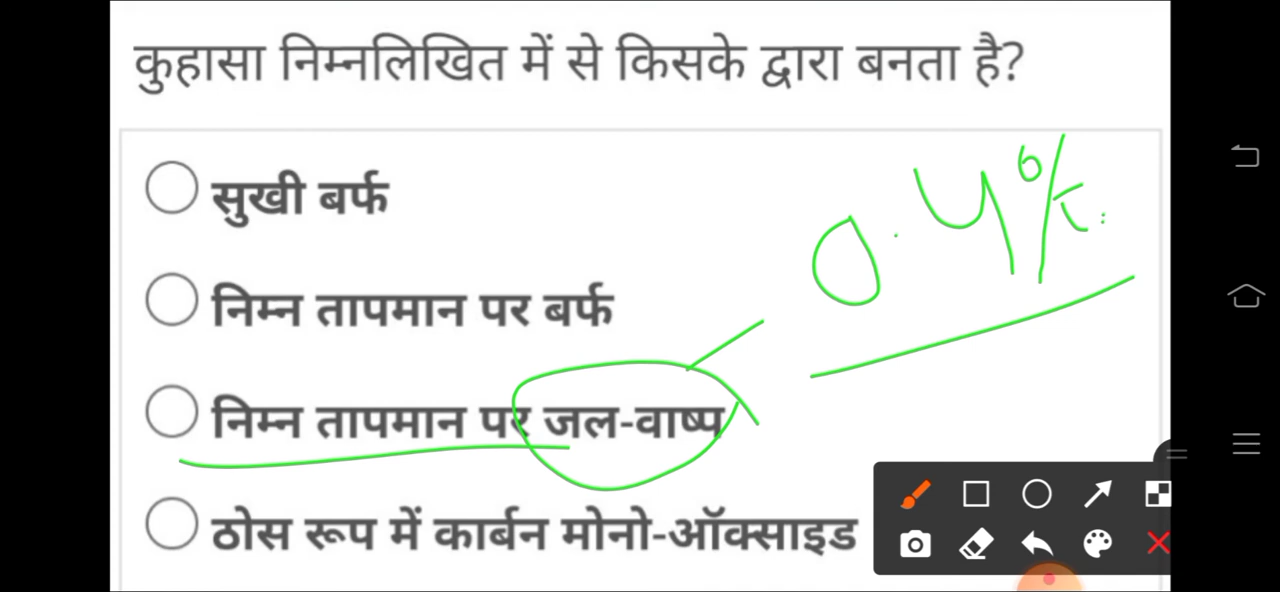 कुहासा निम्नलिखित में से किसके द्वारा बनता है?
सुखी बर्फ
0.4%.
निम्न तापमान पर बर्फ
निम्न तापमान पर जल-वाष्प
ठोस रूप में कार्बन मोनो-ऑक्साइड